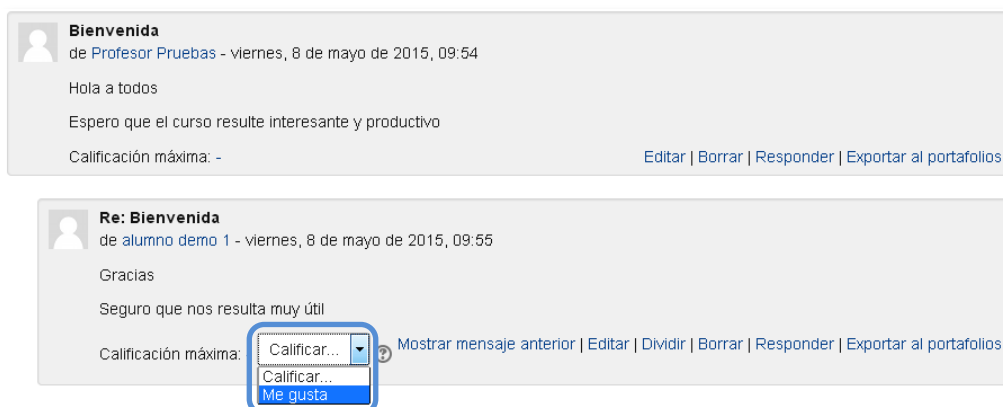 Bienvenida
de Profesor Pruebas - viernes, 8 de mayo de 2015, 09:54
Hola a todos
Espero que el curso resulte interesante y productivo
Calificación máxima: -
Editar | Borrar | Responder | Exportar al portafolios
Re: Bienvenida
de alumno demo 1 - viernes, 8 de mayo de 2015, 09:55
Gracias
Seguro que nos resulta muy útil
Calificación máxima: Calificar... ? Mostrar mensaje anterior | Editar | Dividir | Borrar | Responder | Exportar al portafolios
Calificar...
Me gusta